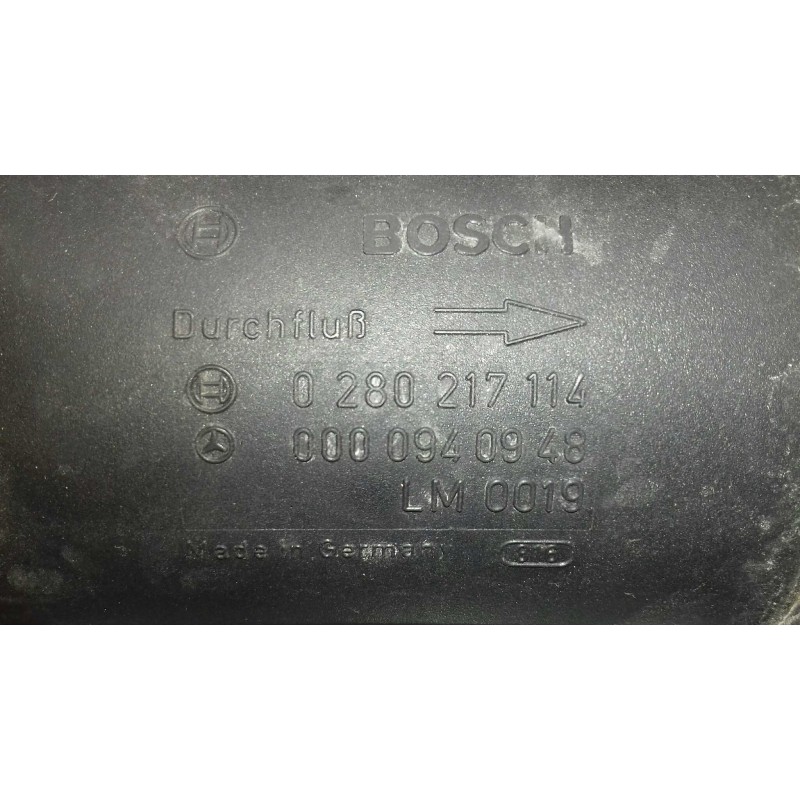 BOSCH
Durchfluß
0 280 217 114
000 094 09 48
LM 0019
Made in Germany